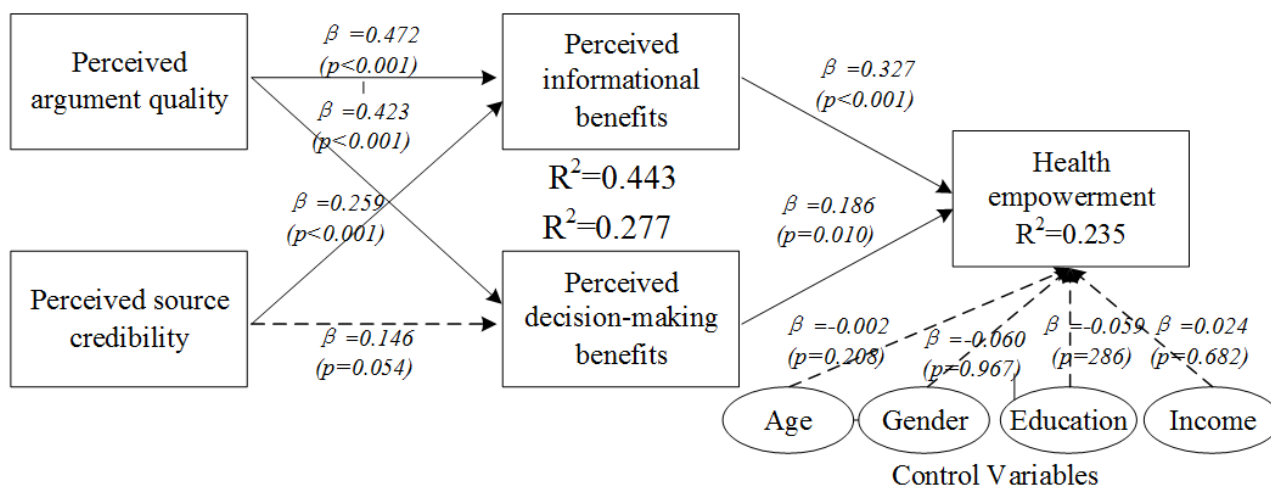 Perceived
argument quality
β=0.472
(p<0.001)
β=0.423
(p<0.001)
Perceived
informational
benefits
R²=0.443
β=0.327
(p<0.001)
Health
empowerment
R²=0.235
β=0.259
(p<0.001)
R²=0.277
β=0.186
(p=0.010)
Perceived source
credibility
β=0.146
(p=0.054)
Perceived
decision-making
benefits
β=-0.002
(p=0.208)
β=-0.060
(p=0.967)
β=-0.059
(p=286)
β=0.024
(p=0.682)
Age
Gender
Education
Income
Control Variables